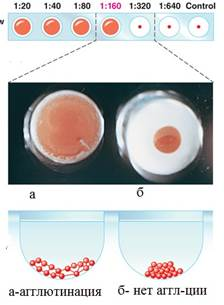 1:20 1:40 1:80 1:160 1:320 1:640 Control
а б
а-агглютинация б- нет аггл-ции